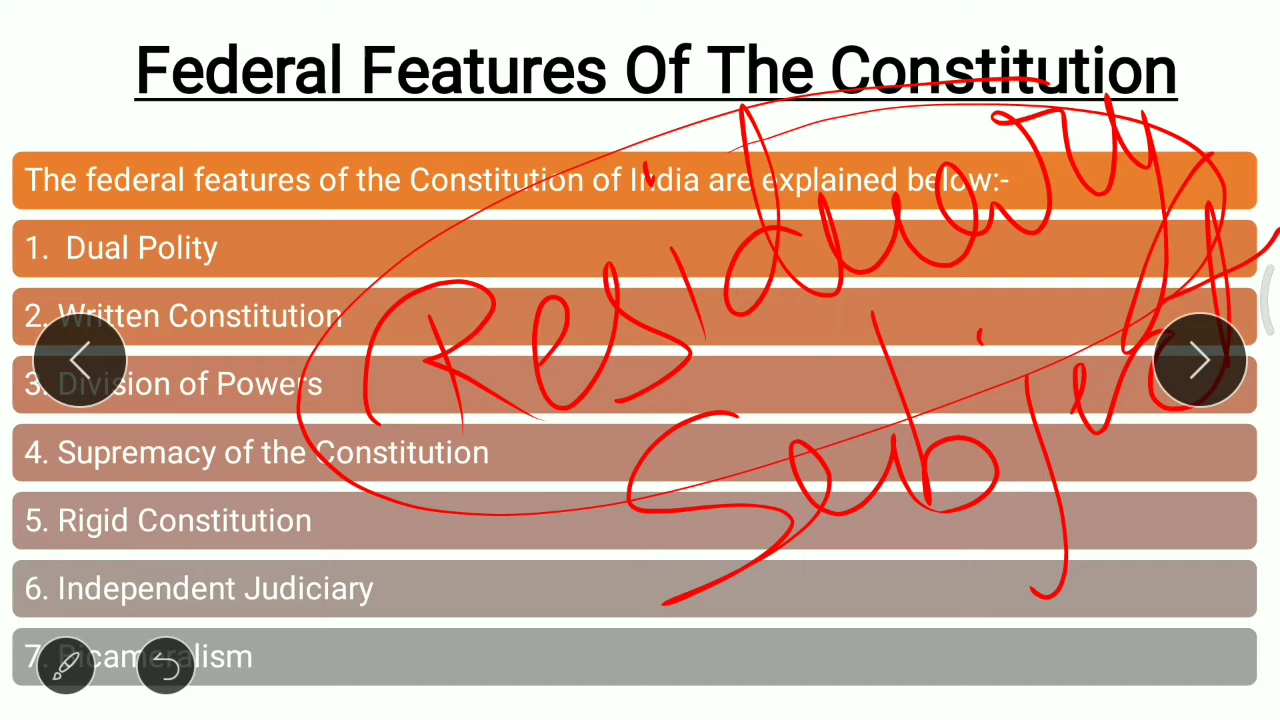 Federal Features Of The Constitution
The federal features of the Constitution of India are explained below:-
1. Dual Polity
2. Written Constitution
3. Division of Powers
4. Supremacy of the Constitution
5. Rigid Constitution
6. Independent Judiciary
7. Bicameralism
Residuary
Subject